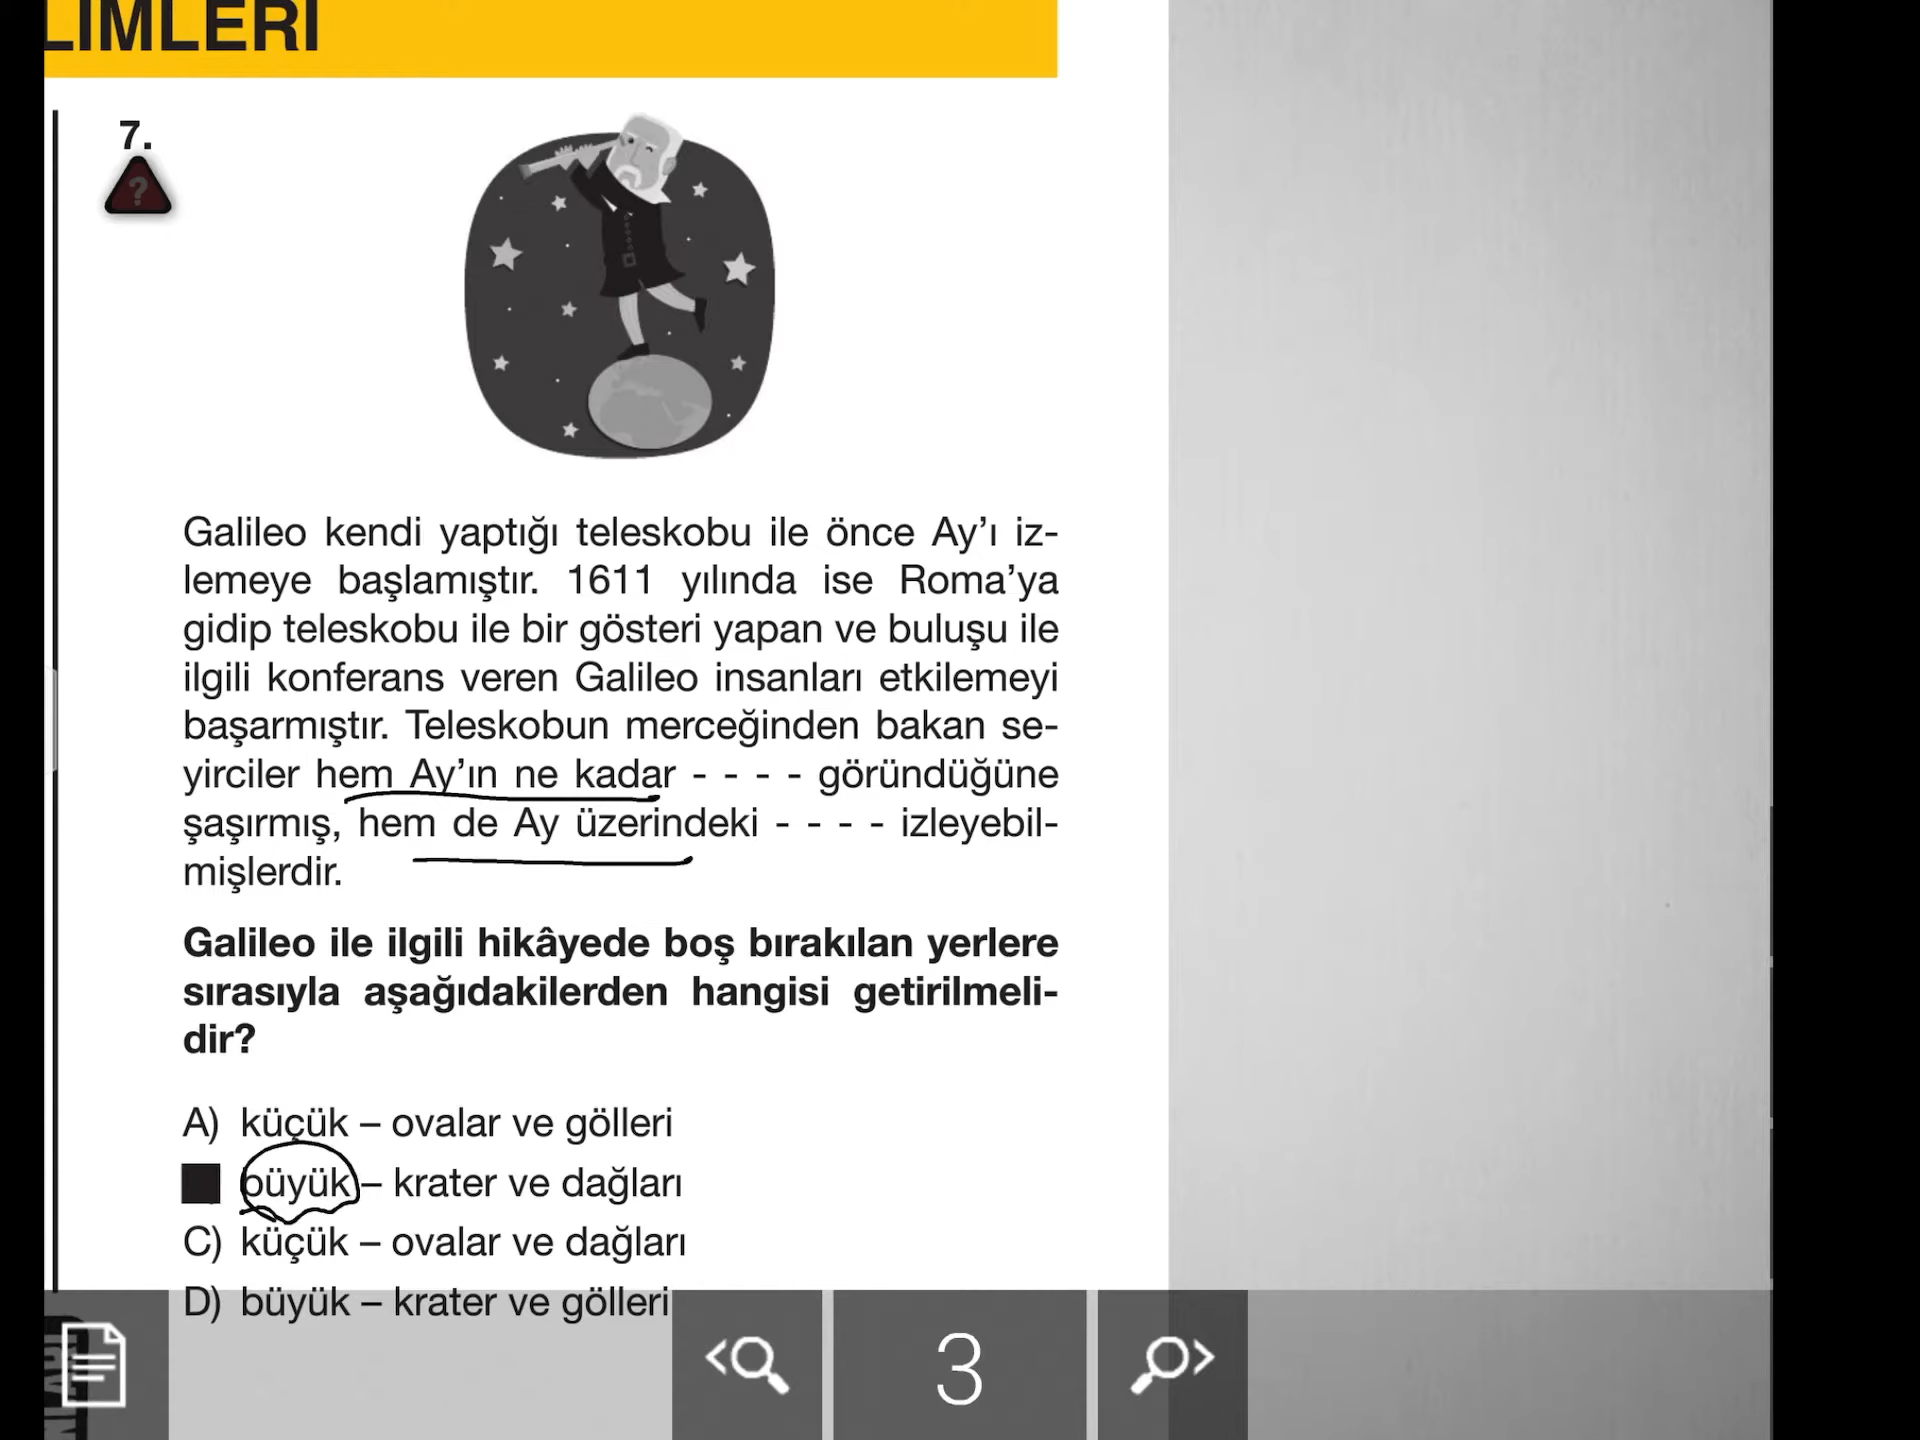 LİMLERİ
7.
?
Galileo kendi yaptığı teleskobu ile önce Ay’ı iz-
lemeye başlamıştır. 1611 yılında ise Roma’ya
gidip teleskobu ile bir gösteri yapan ve buluşu ile
ilgili konferans veren Galileo insanları etkilemeyi
başarmıştır. Teleskobun merceğinden bakan se-
yirciler hem Ay’ın ne kadar - - - - göründüğüne
şaşırmış, hem de Ay üzerindeki - - - - izleyebil-
mişlerdir.
Galileo ile ilgili hikâyede boş bırakılan yerlere
sırasıyla aşağıdakilerden hangisi getirilmeli-
dir?
A) küçük – ovalar ve gölleri
büyük – krater ve dağları
C) küçük – ovalar ve dağları
D) büyük – krater ve gölleri
3